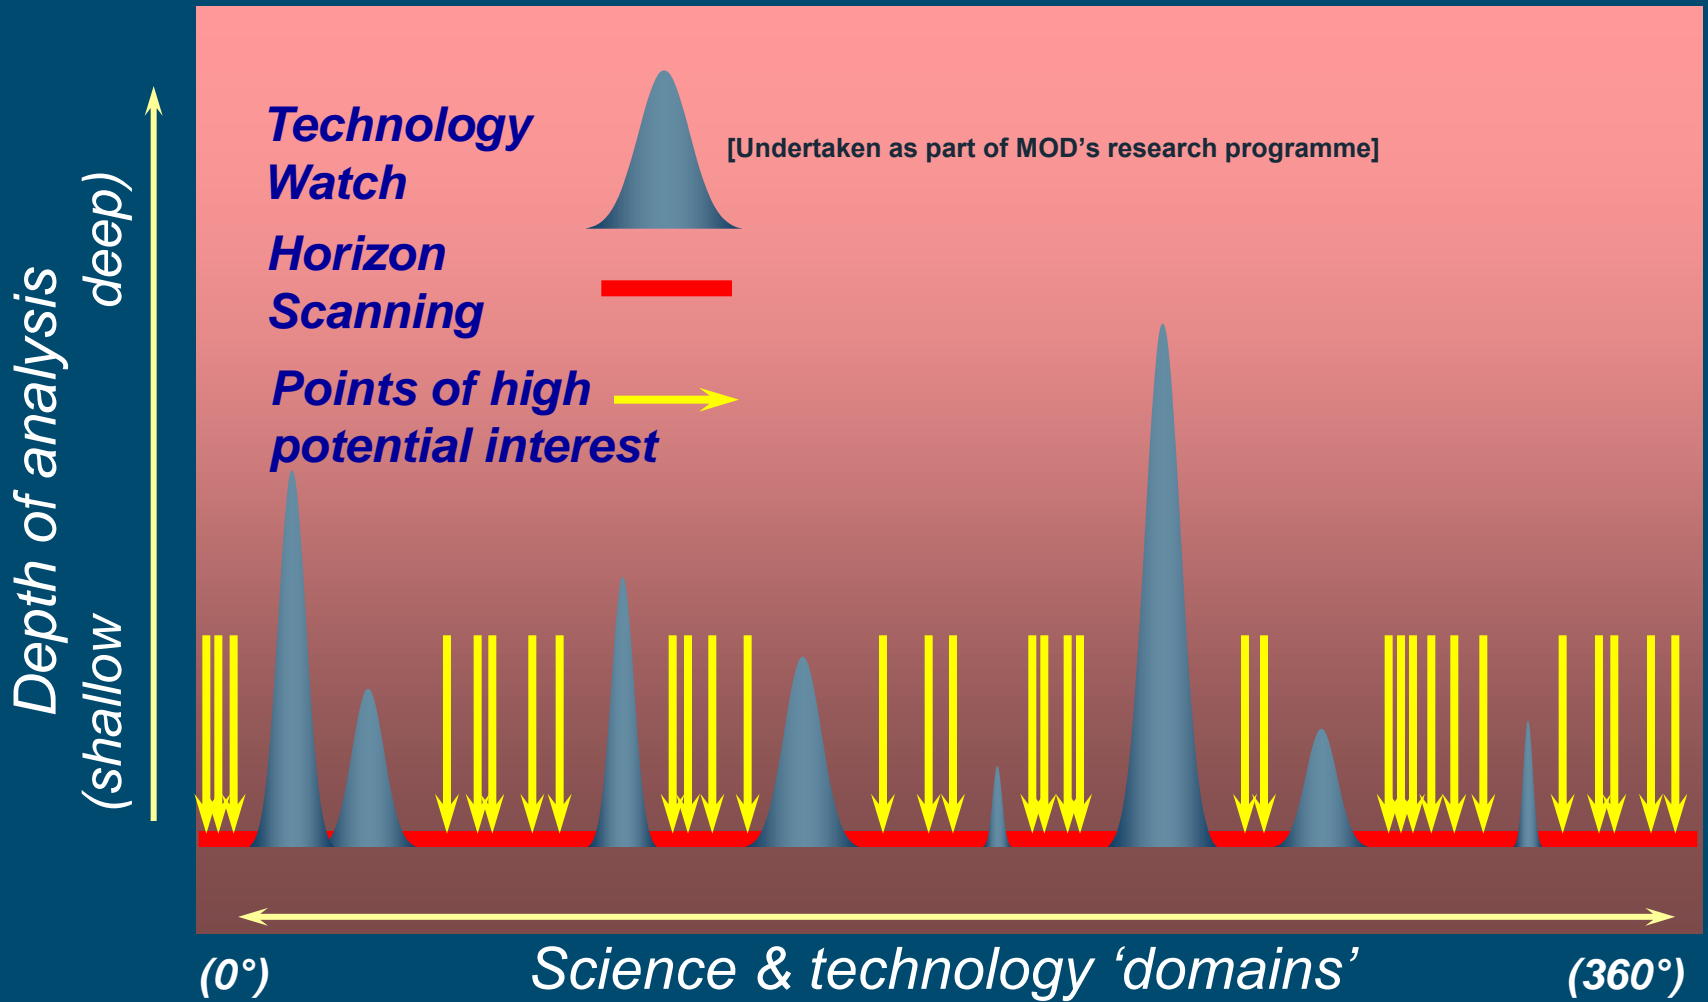 Technology
Watch
[Undertaken as part of MOD’s research programme]
Horizon
Scanning
Points of high
potential interest
Depth of analysis
(shallow deep)
(0°) Science & technology ‘domains’ (360°)